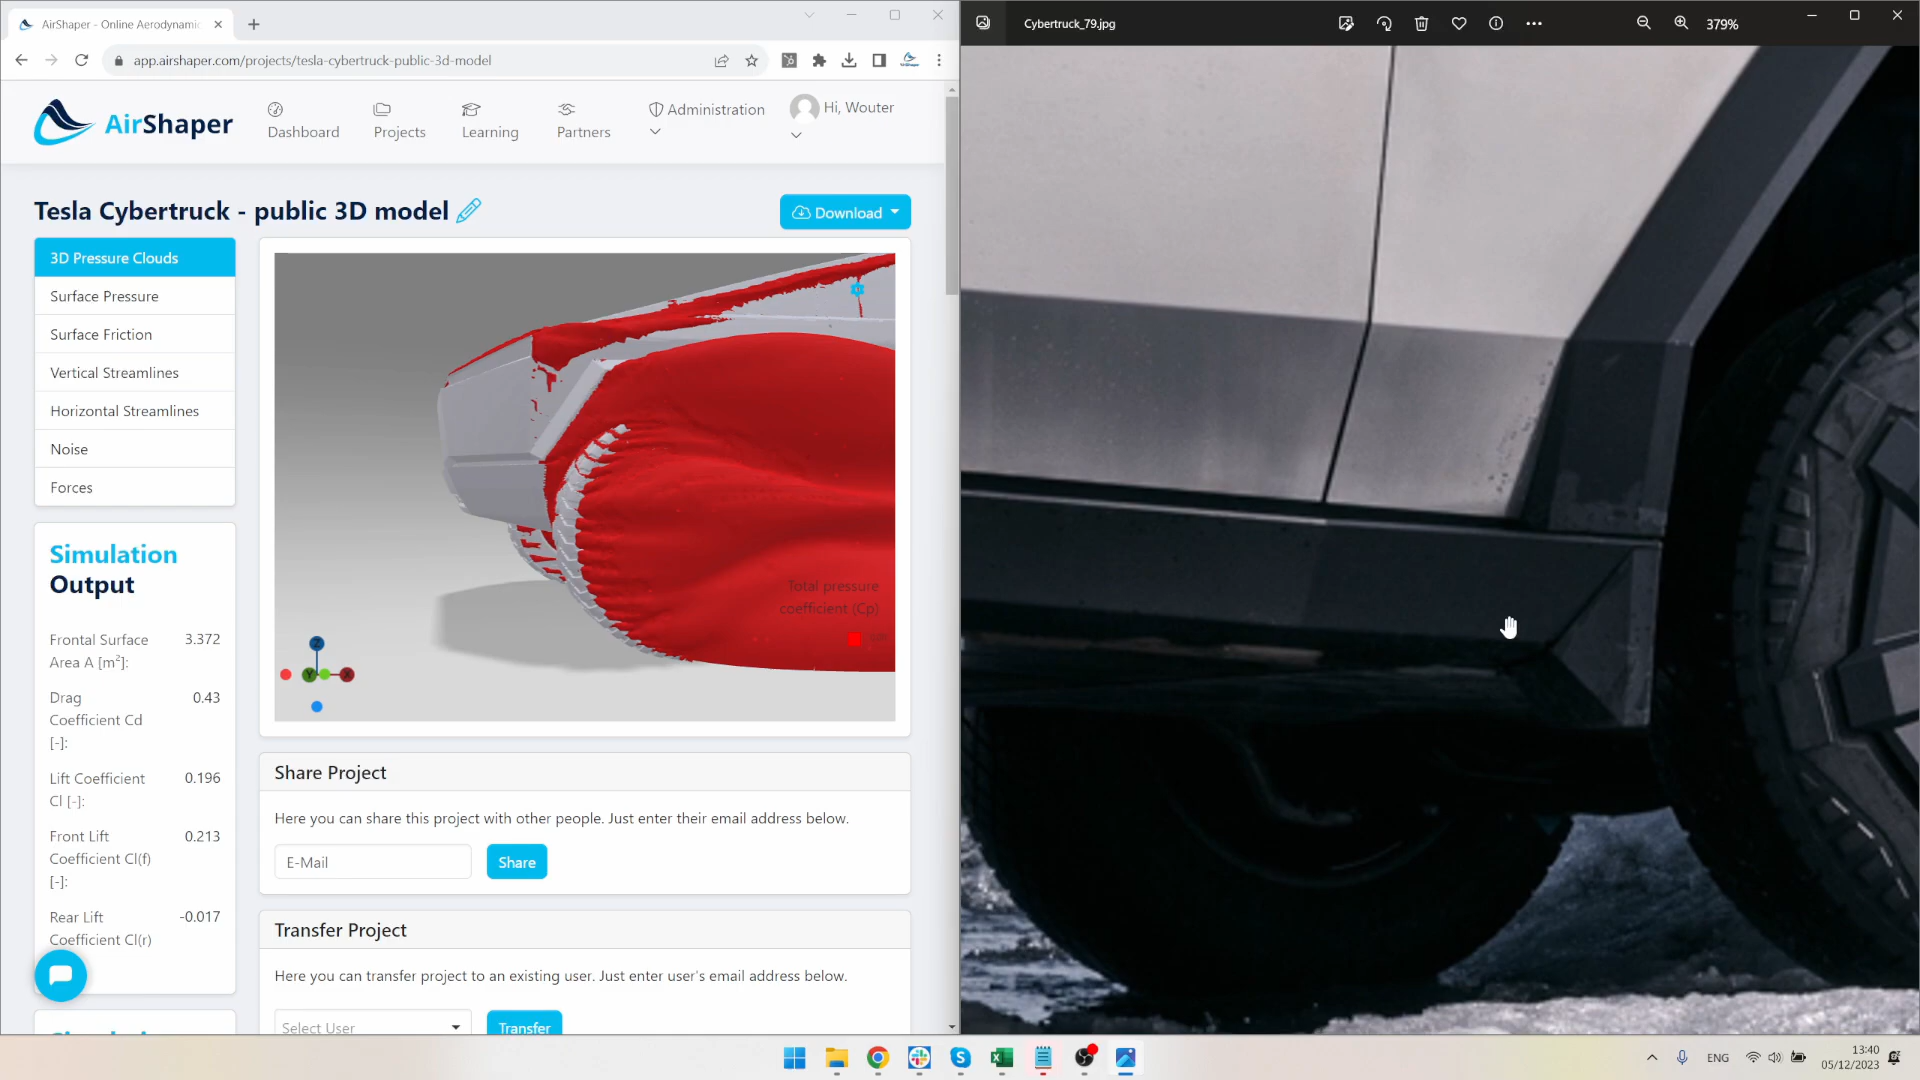 AirShaper - Online Aerodynamic
app.airshaper.com/projects/tesla-cybertruck-public-3d-model
Cybertruck_79.jpg
379%
AirShaper
Dashboard
Projects
Learning
Partners
Administration
Hi, Wouter
Tesla Cybertruck - public 3D model
Download
3D Pressure Clouds
Surface Pressure
Surface Friction
Vertical Streamlines
Horizontal Streamlines
Noise
Forces
Total pressure
coefficient (Cp)
Z
Y
X
Simulation
Output
Frontal Surface
Area A [m²]:
3.372
Drag
Coefficient Cd
[-]:
0.43
Lift Coefficient
Cl [-]:
0.196
Front Lift
Coefficient Cl(f)
[-]:
0.213
Rear Lift
Coefficient Cl(r)
-0.017
Share Project
Here you can share this project with other people. Just enter their email address below.
E-Mail
Share
Transfer Project
Here you can transfer project to an existing user. Just enter user's email address below.
Select User
Transfer
ENG
13:40
05/12/2023